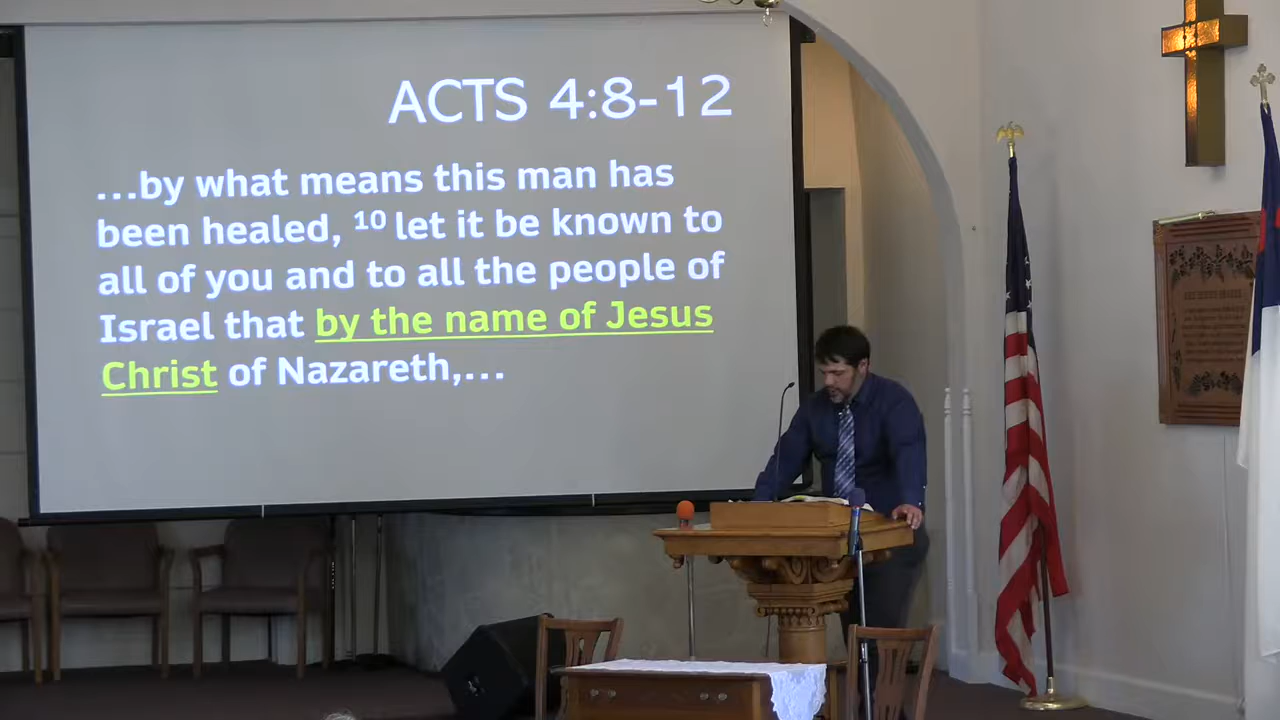 ACTS 4:8-12
...by what means this man has
been healed, ¹⁰ let it be known to
all of you and to all the people of
Israel that by the name of Jesus
Christ of Nazareth,...